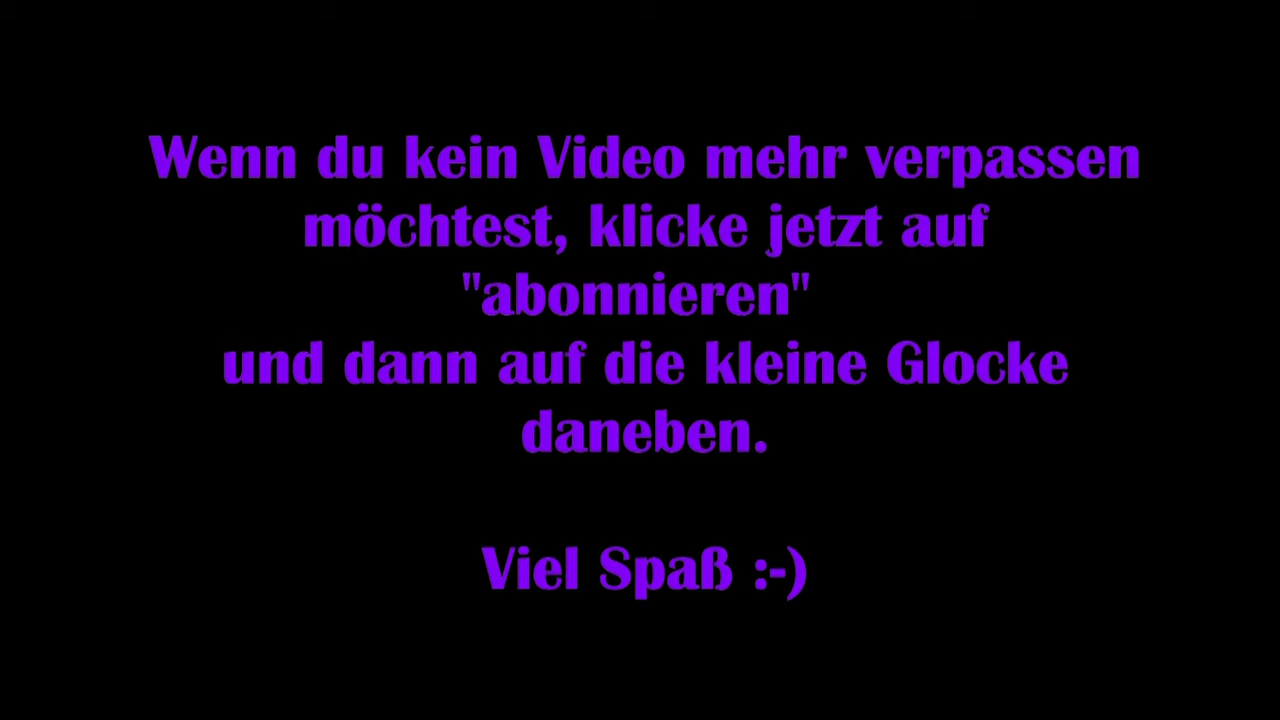 Wenn du kein Video mehr verpassen
möchtest, klicke jetzt auf
"abonnieren"
und dann auf die kleine Glocke
daneben.
Viel Spaß :-)